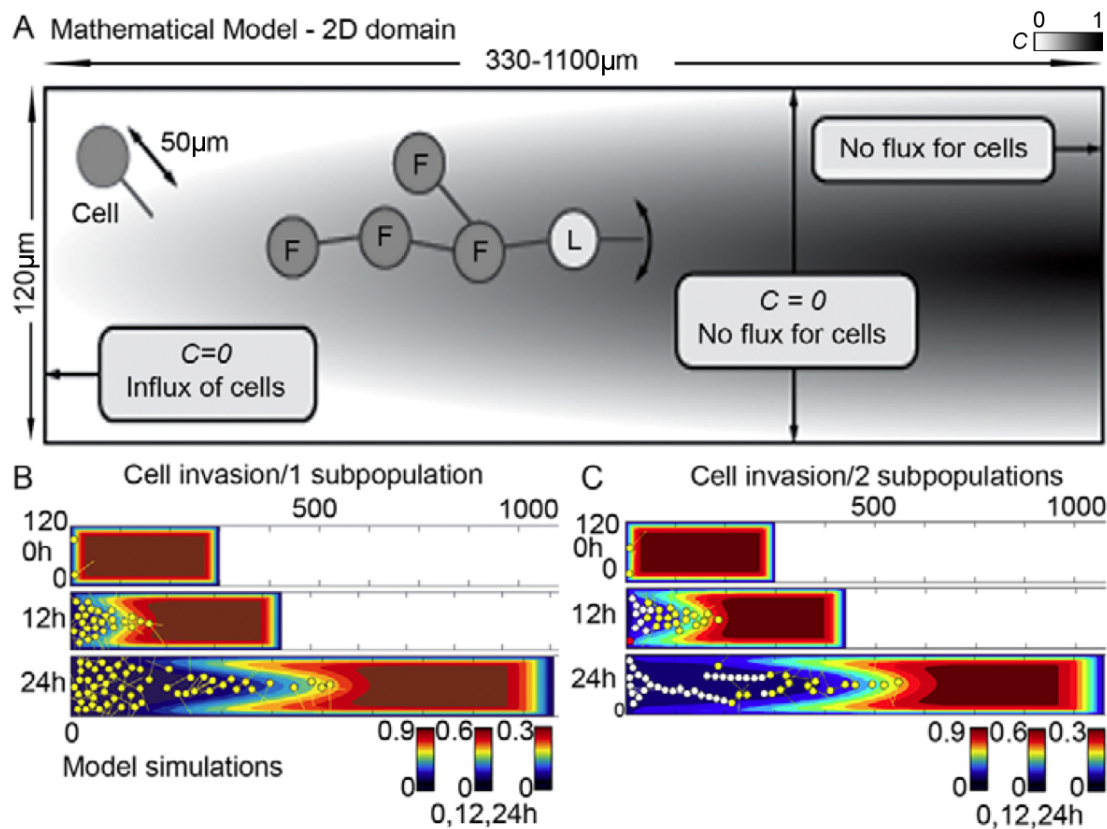 A Mathematical Model - 2D domain
0 1
C
330-1100µm
50µm
Cell
120µm
F
F
F
F
L
No flux for cells
C = 0
No flux for cells
C=0
Influx of cells
B Cell invasion/1 subpopulation
500 1000
120
0h
0
12h
24h
0
0.9 0.6 0.3
0 0 0
Model simulations
0,12,24h
C Cell invasion/2 subpopulations
500 1000
120
0h
0
12h
24h
0
0.9 0.6 0.3
0 0 0
0,12,24h